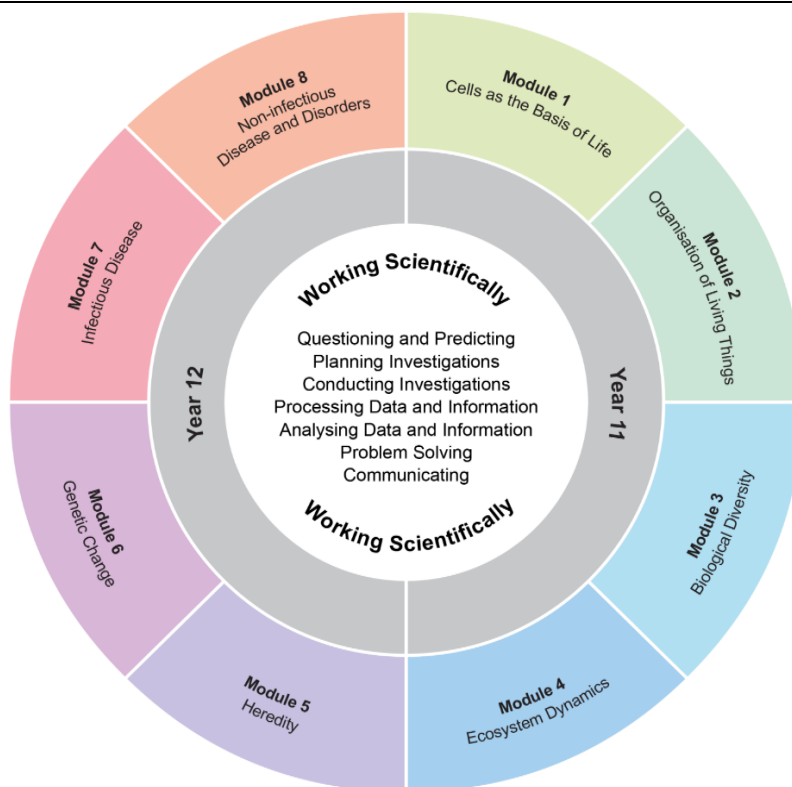 Module 1
Cells as the Basis of Life
Module 2
Organisation of Living Things
Module 3
Biological Diversity
Module 4
Ecosystem Dynamics
Module 5
Heredity
Module 6
Genetic Change
Module 7
Infectious Disease
Module 8
Non-infectious
Disease and Disorders
Year 11
Year 12
Working Scientifically
Questioning and Predicting
Planning Investigations
Conducting Investigations
Processing Data and Information
Analysing Data and Information
Problem Solving
Communicating
Working Scientifically